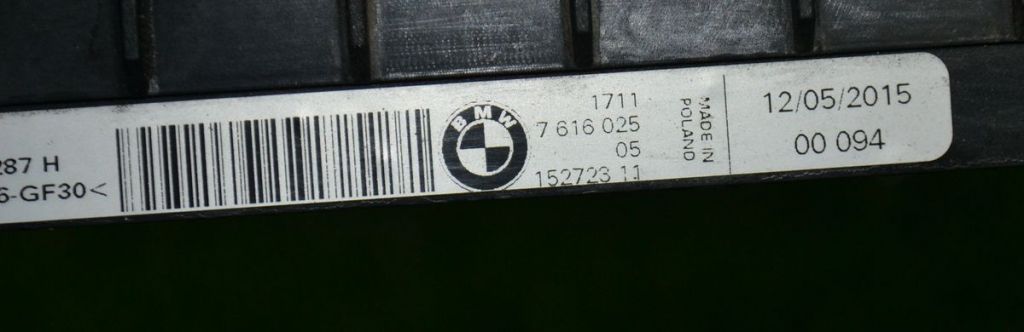 287 H
6-GF30<
BMW
1711
7 616 025
05
152723 11
MADE IN
POLAND
12/05/2015
00 094